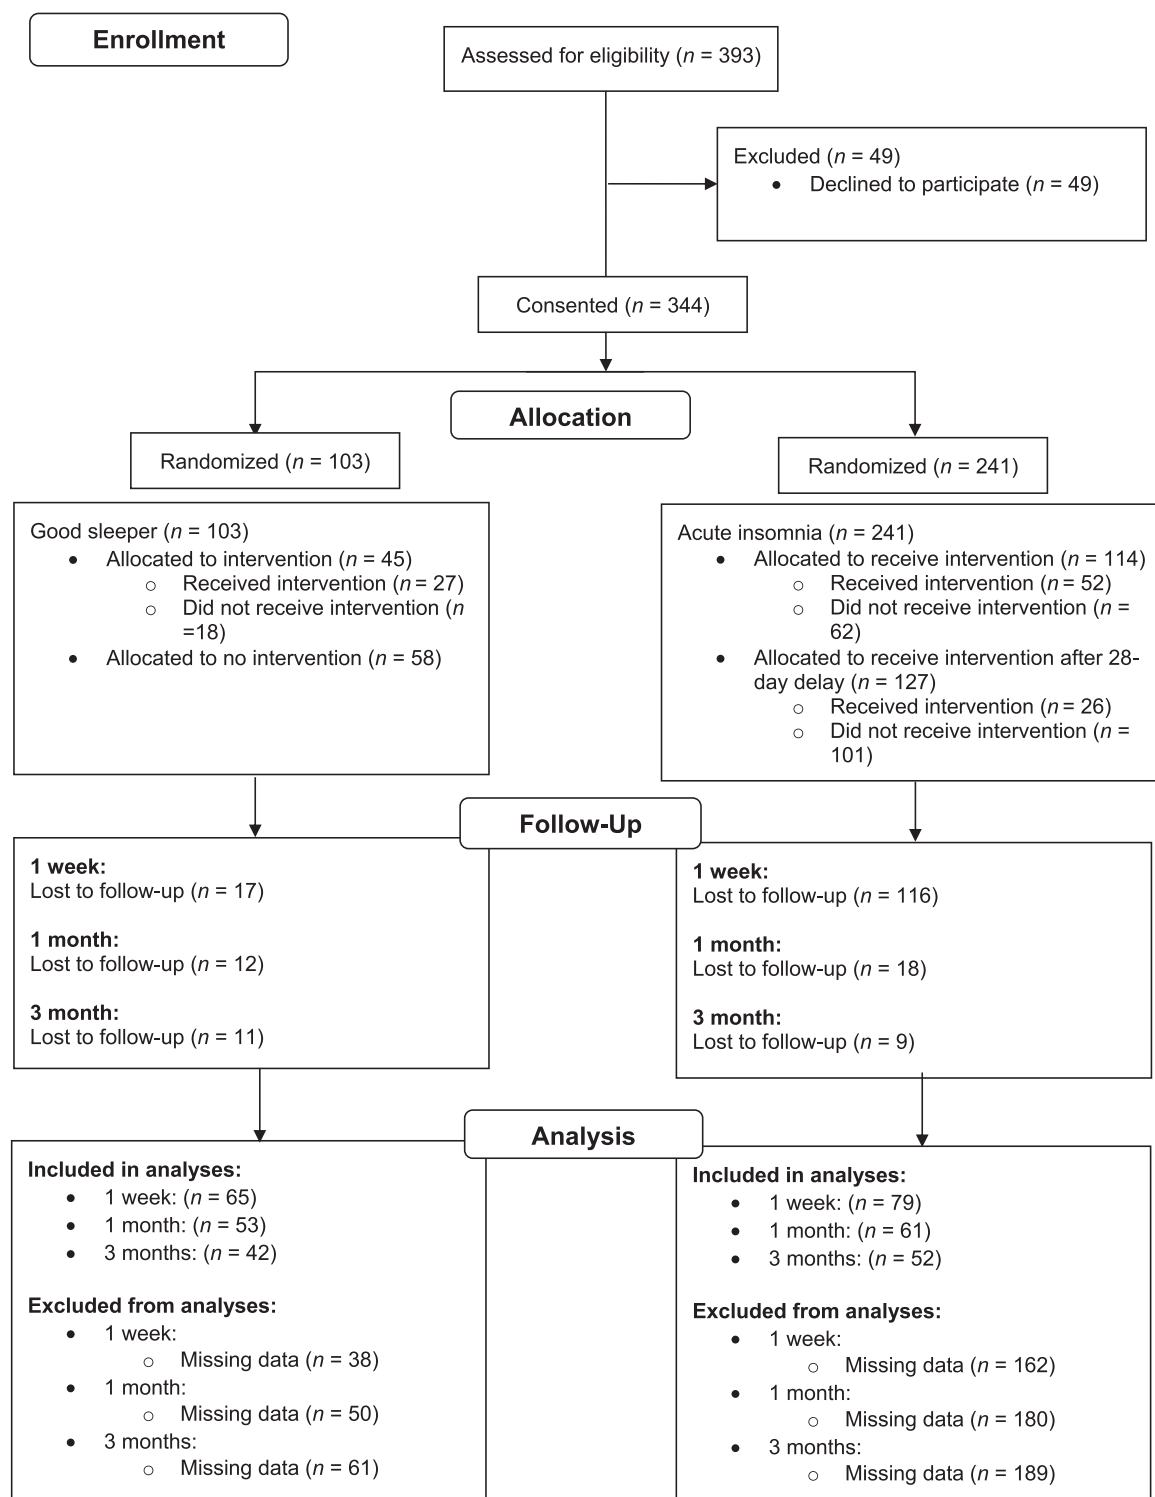 Enrollment
Assessed for eligibility (n = 393)
Excluded (n = 49)
• Declined to participate (n = 49)
Consented (n = 344)
Allocation
Randomized (n = 103)
Randomized (n = 241)
Good sleeper (n = 103)
• Allocated to intervention (n = 45)
o Received intervention (n = 27)
o Did not receive intervention (n
=18)
• Allocated to no intervention (n = 58)
Acute insomnia (n = 241)
• Allocated to receive intervention (n = 114)
o Received intervention (n = 52)
o Did not receive intervention (n =
62)
• Allocated to receive intervention after 28-
day delay (n = 127)
o Received intervention (n = 26)
o Did not receive intervention (n =
101)
Follow-Up
1 week:
Lost to follow-up (n = 17)
1 month:
Lost to follow-up (n = 12)
3 month:
Lost to follow-up (n = 11)
1 week:
Lost to follow-up (n = 116)
1 month:
Lost to follow-up (n = 18)
3 month:
Lost to follow-up (n = 9)
Analysis
Included in analyses:
• 1 week: (n = 65)
• 1 month: (n = 53)
• 3 months: (n = 42)
Excluded from analyses:
• 1 week:
o Missing data (n = 38)
• 1 month:
o Missing data (n = 50)
• 3 months:
o Missing data (n = 61)
Included in analyses:
• 1 week: (n = 79)
• 1 month: (n = 61)
• 3 months: (n = 52)
Excluded from analyses:
• 1 week:
o Missing data (n = 162)
• 1 month:
o Missing data (n = 180)
• 3 months:
o Missing data (n = 189)